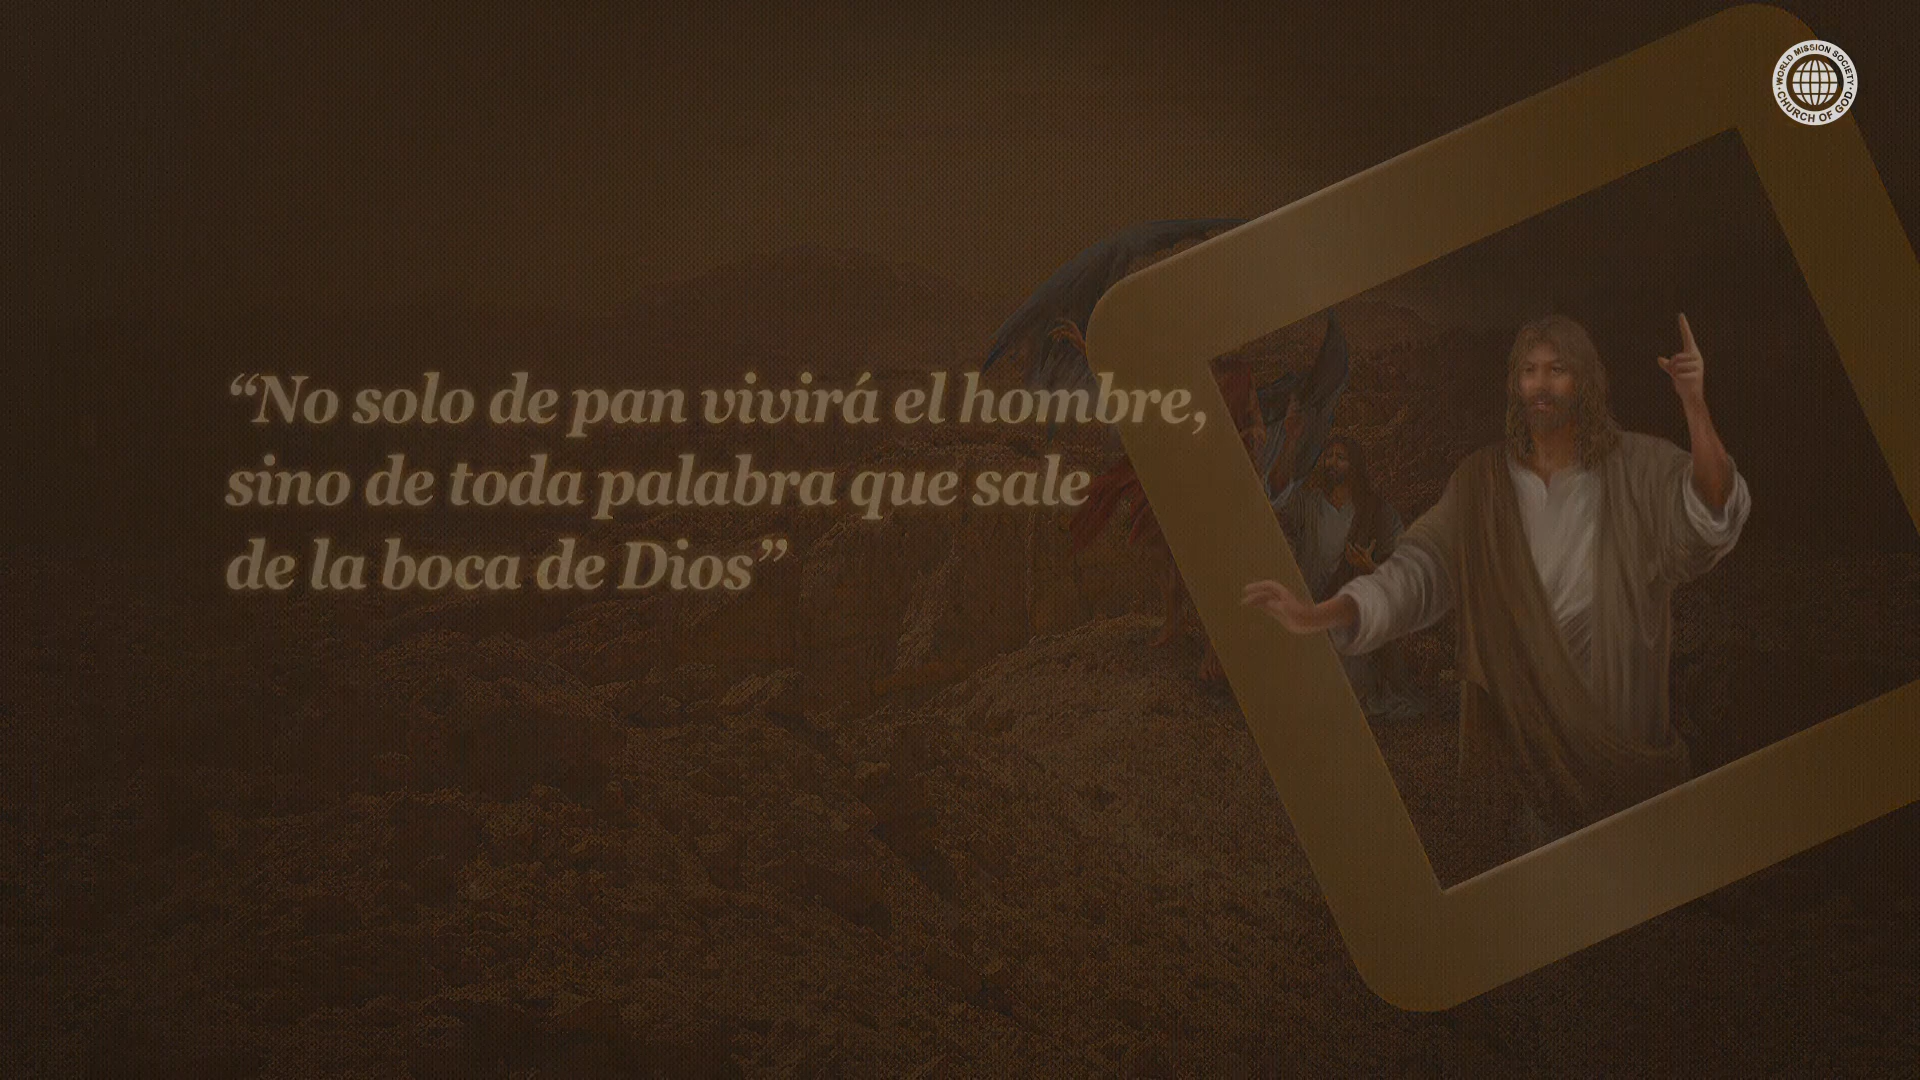 WORLD MISSION SOCIETY
CHURCH OF GOD
“No solo de pan vivirá el hombre,
sino de toda palabra que sale
de la boca de Dios”